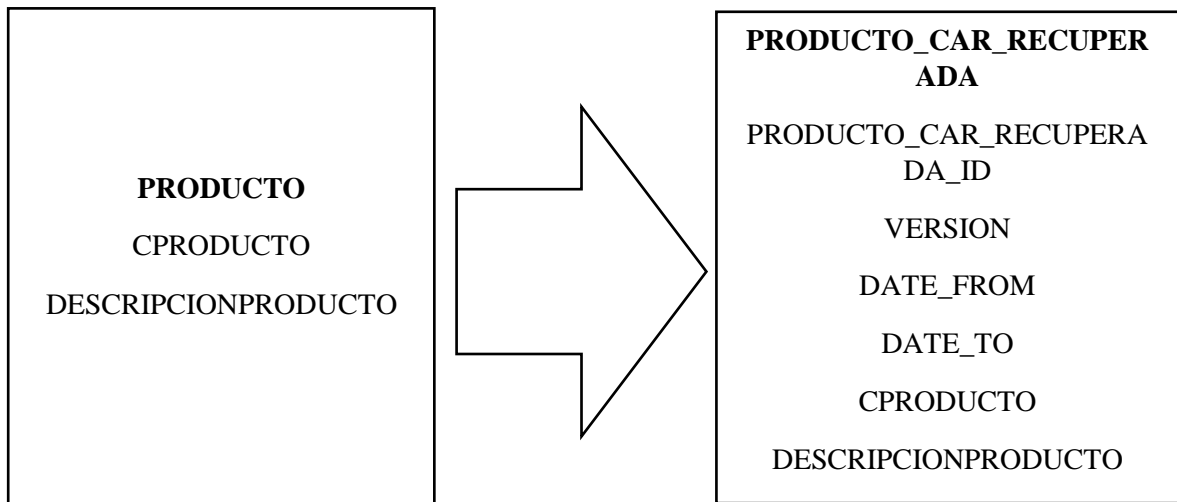 PRODUCTO
CPRODUCTO
DESCRIPCIONPRODUCTO
PRODUCTO_CAR_RECUPER
ADA
PRODUCTO_CAR_RECUPERA
DA_ID
VERSION
DATE_FROM
DATE_TO
CPRODUCTO
DESCRIPCIONPRODUCTO